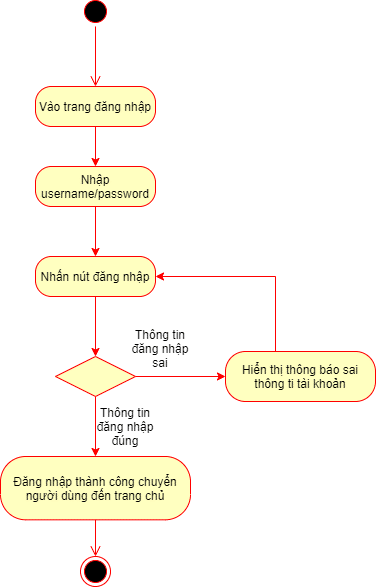 Vào trang đăng nhập
Nhập
username/password
Nhấn nút đăng nhập
Thông tin
đăng nhập
sai
Hiển thị thông báo sai
thông ti tài khoản
Thông tin
đăng nhập
đúng
Đăng nhập thành công chuyển
người dùng đến trang chủ